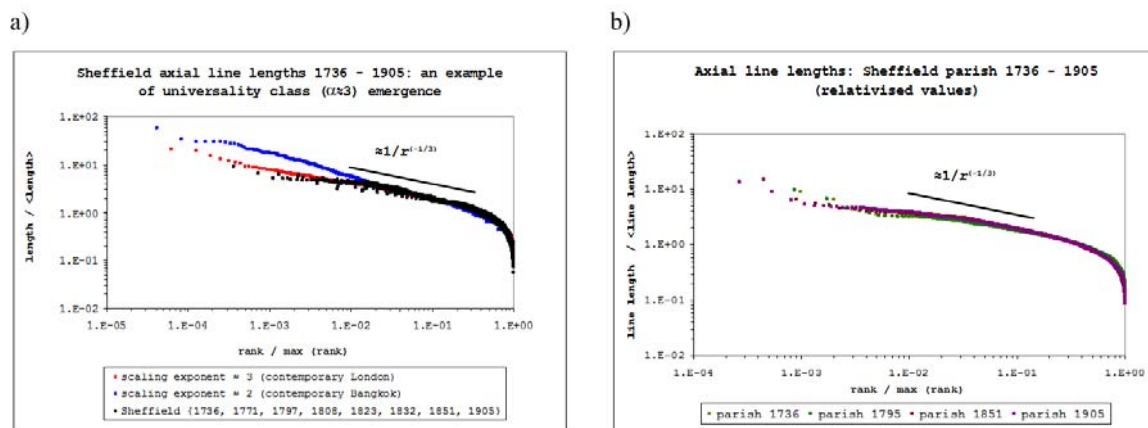 a)
Sheffield axial line lengths 1736 - 1905: an example
of universality class (α≈3) emergence
1.E+02
1.E+01
1.E+00
1.E-01
1.E-02
length / <length>
≈1/r^(-1/3)
1.E-05 1.E-04 1.E-03 1.E-02 1.E-01 1.E+00
rank / max (rank)
scaling exponent ≈ 3 (contemporary London)
scaling exponent ≈ 2 (contemporary Bangkok)
Sheffield {1736, 1771, 1797, 1808, 1823, 1832, 1851, 1905}
b)
Axial line lengths: Sheffield parish 1736 - 1905
(relativised values)
1.E+02
1.E+01
1.E+00
1.E-01
1.E-02
line length / <line length>
≈1/r^(-1/3)
1.E-04 1.E-03 1.E-02 1.E-01 1.E+00
rank / max (rank)
parish 1736 parish 1795 parish 1851 parish 1905